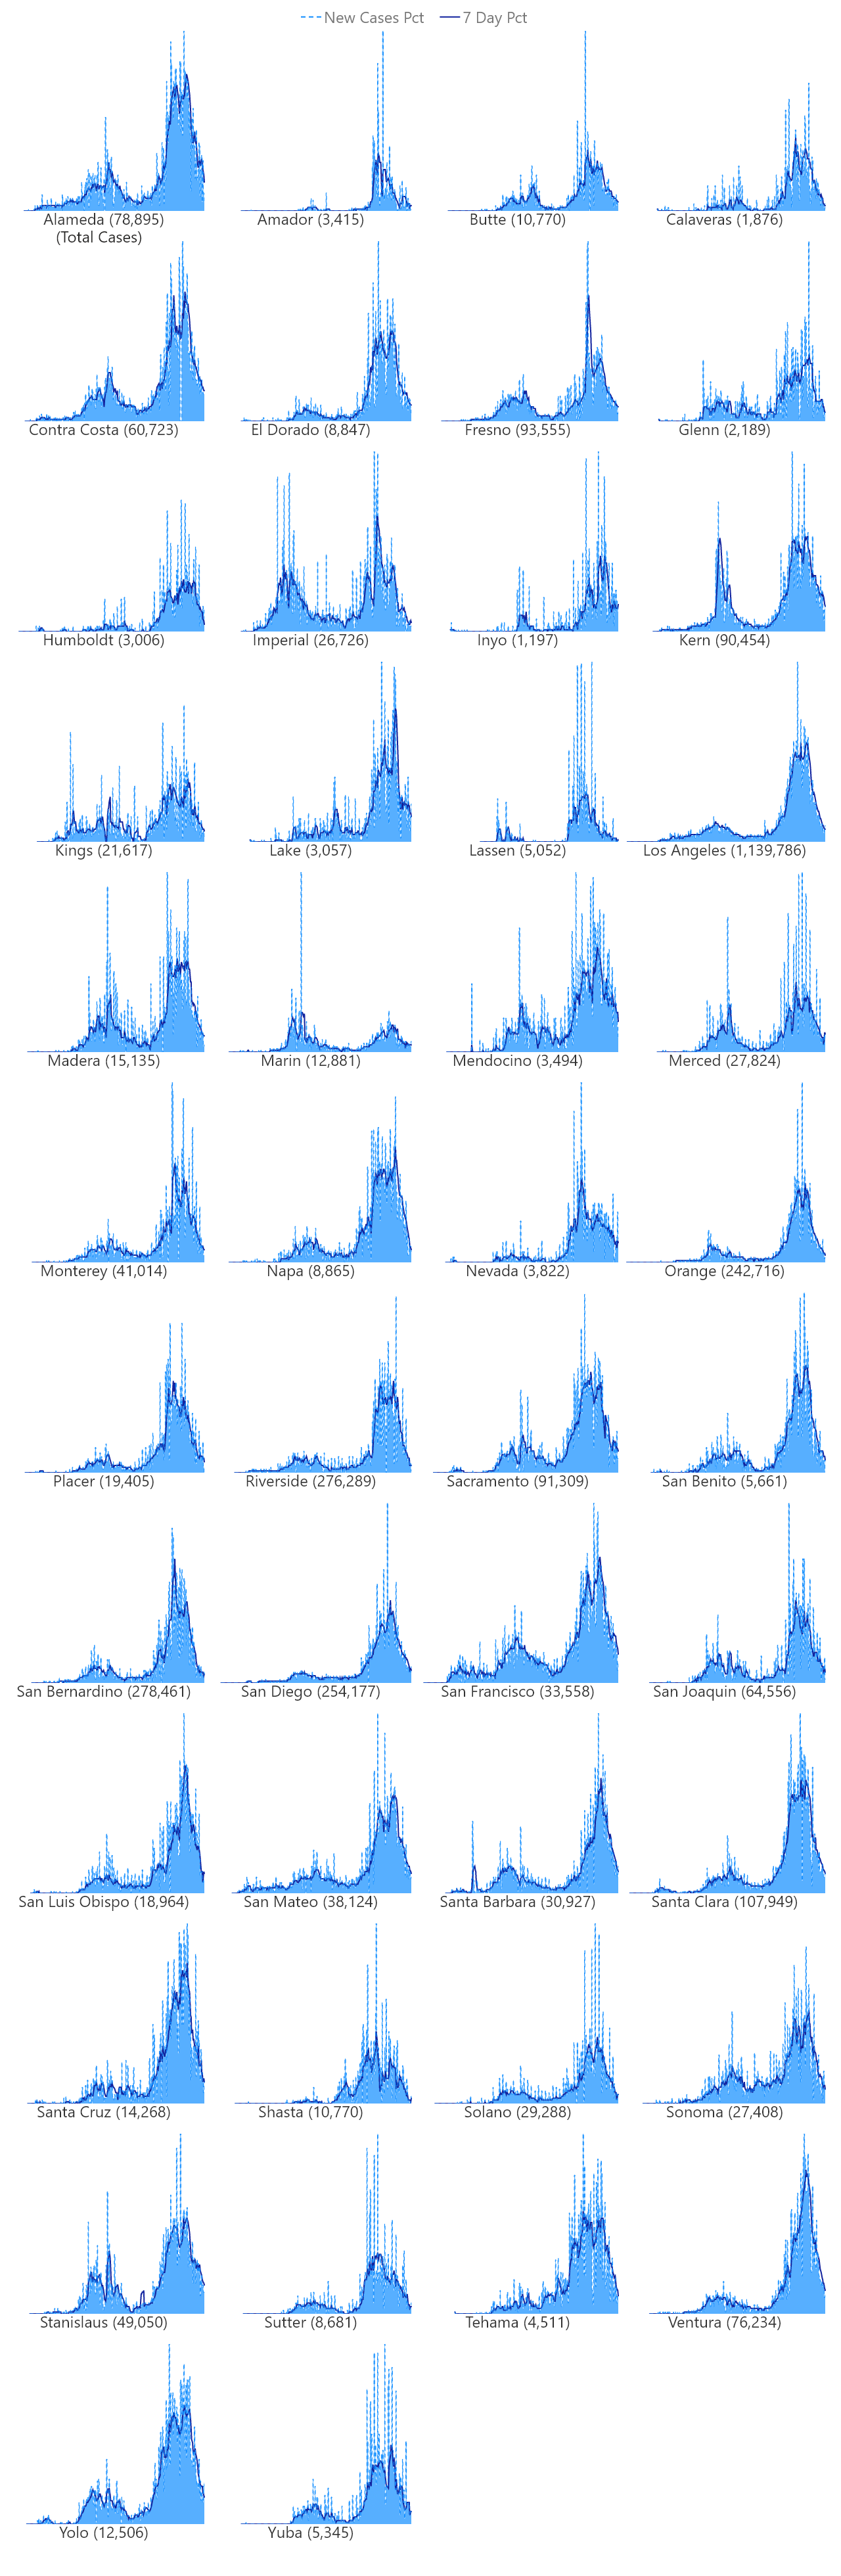 New Cases Pct 7 Day Pct
Alameda (78,895) Amador (3,415) Butte (10,770) Calaveras (1,876)
(Total Cases)
Contra Costa (60,723) El Dorado (8,847) Fresno (93,555) Glenn (2,189)
Humboldt (3,006) Imperial (26,726) Inyo (1,197) Kern (90,454)
Kings (21,617) Lake (3,057) Lassen (5,052) Los Angeles (1,139,786)
Madera (15,135) Marin (12,881) Mendocino (3,494) Merced (27,824)
Monterey (41,014) Napa (8,865) Nevada (3,822) Orange (242,716)
Placer (19,405) Riverside (276,289) Sacramento (91,309) San Benito (5,661)
San Bernardino (278,461) San Diego (254,177) San Francisco (33,558) San Joaquin (64,556)
San Luis Obispo (18,964) San Mateo (38,124) Santa Barbara (30,927) Santa Clara (107,949)
Santa Cruz (14,268) Shasta (10,770) Solano (29,288) Sonoma (27,408)
Stanislaus (49,050) Sutter (8,681) Tehama (4,511) Ventura (76,234)
Yolo (12,506) Yuba (5,345)